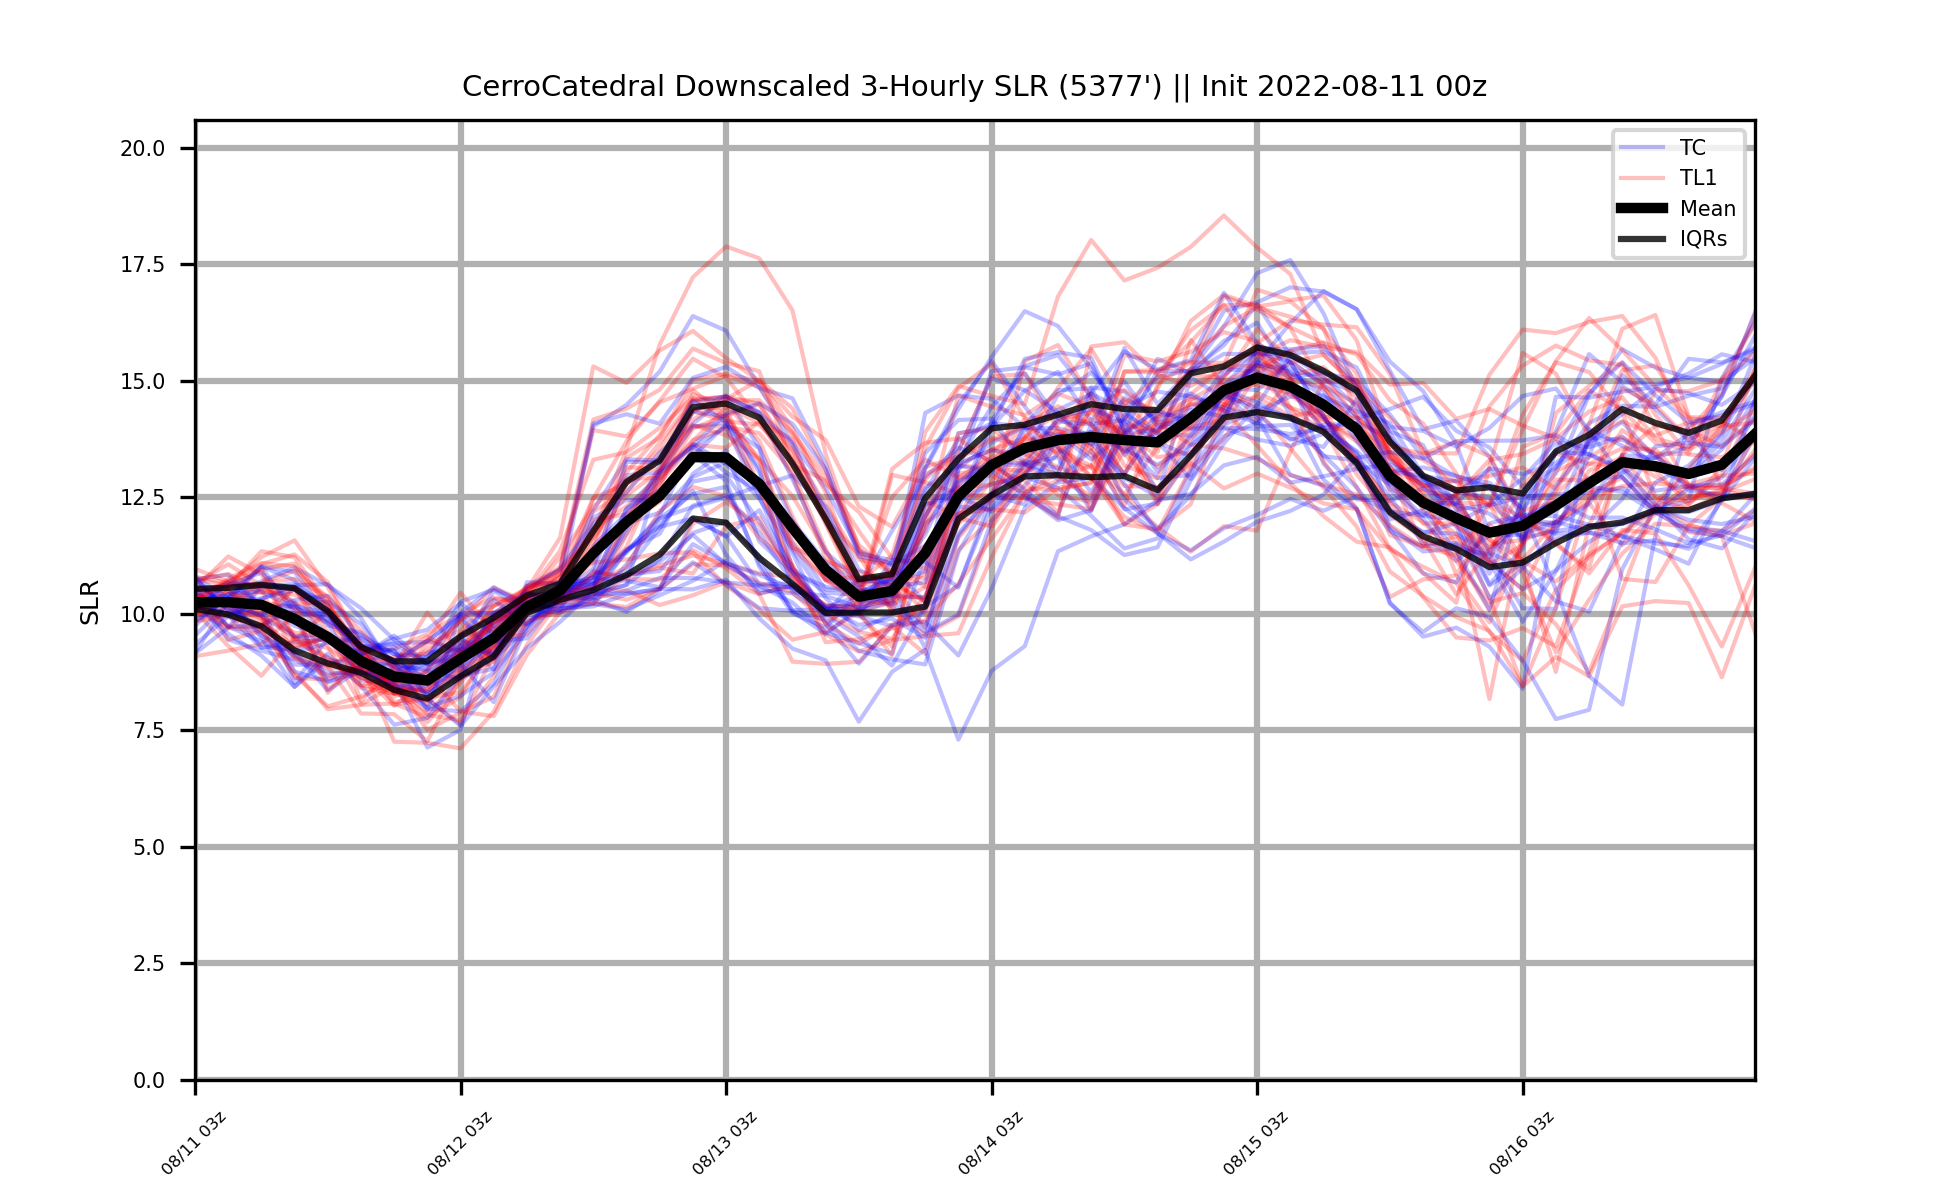 CerroCatedral Downscaled 3-Hourly SLR (5377') || Init 2022-08-11 00z
TC
TL1
Mean
IQRs
SLR
20.0
17.5
15.0
12.5
10.0
7.5
5.0
2.5
0.0
08/11 03z
08/12 03z
08/13 03z
08/14 03z
08/15 03z
08/16 03z